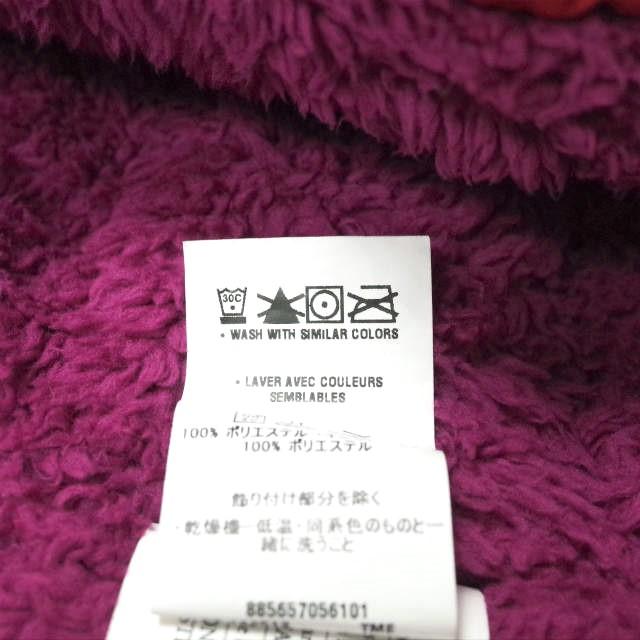 30C
• WASH WITH SIMILAR COLORS
• LAVER AVEC COULEURS
SEMBLABLES
100% ポリエステル
100% ポリエステル
飾り付け部分を除く
・乾燥機-低温・同系色のものと一
緒に洗うこと
885657056101
TME